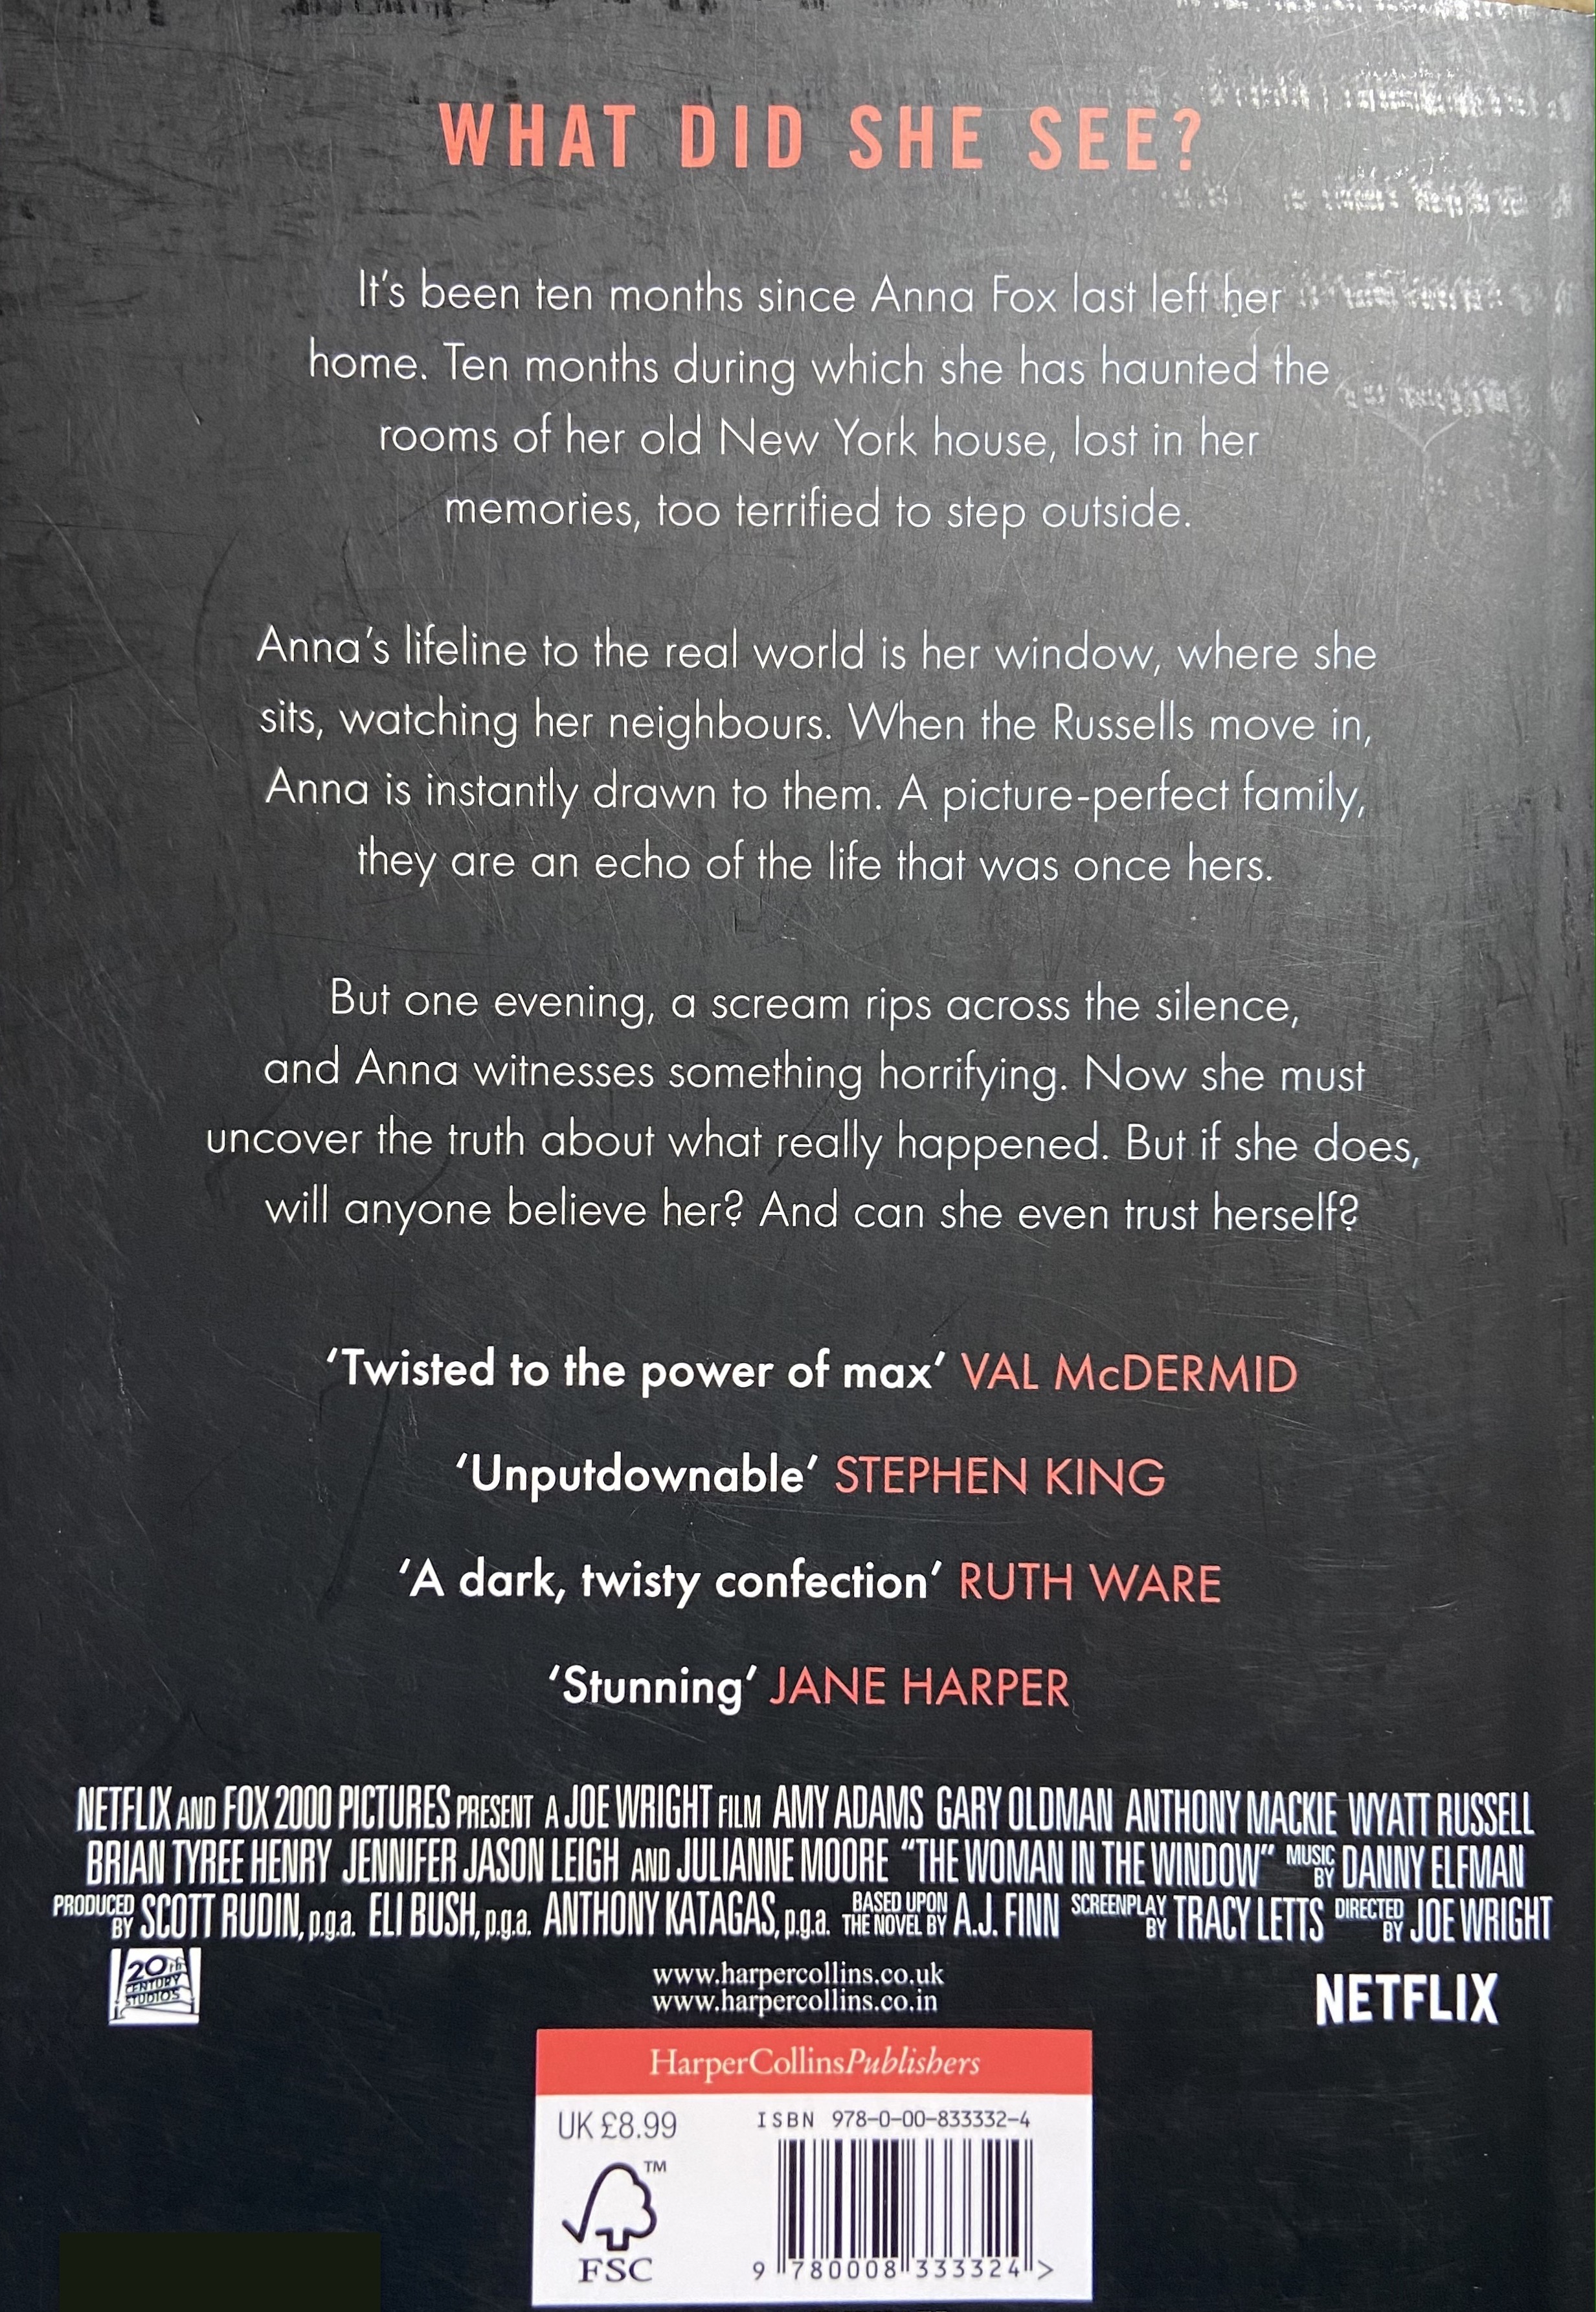 WHAT DID SHE SEE?
It's been ten months since Anna Fox last left her
home. Ten months during which she has haunted the
rooms of her old New York house, lost in her
memories, too terrified to step outside.
Anna's lifeline to the real world is her window, where she
sits, watching her neighbours. When the Russells move in,
Anna is instantly drawn to them. A picture-perfect family,
they are an echo of the life that was once hers.
But one evening, a scream rips across the silence,
and Anna witnesses something horrifying. Now she must
uncover the truth about what really happened. But if she does,
will anyone believe her? And can she even trust herself?
'Twisted to the power of max' VAL McDERMID
'Unputdownable' STEPHEN KING
'A dark, twisty confection' RUTH WARE
'Stunning' JANE HARPER
NETFLIX AND FOX 2000 PICTURES PRESENT A JOE WRIGHT FILM AMY ADAMS GARY OLDMAN ANTHONY MACKIE WYATT RUSSELL
BRIAN TYREE HENRY JENNIFER JASON LEIGH AND JULIANNE MOORE "THE WOMAN IN THE WINDOW" MUSIC BY DANNY ELFMAN
PRODUCED BY SCOTT RUDIN, p.g.a. ELI BUSH, p.g.a. ANTHONY KATAGAS, p.g.a. BASED UPON THE NOVEL BY A.J. FINN SCREENPLAY BY TRACY LETTS DIRECTED BY JOE WRIGHT
20th CENTURY STUDIOS
www.harpercollins.co.uk
www.harpercollins.co.in
NETFLIX
HarperCollinsPublishers
UK £8.99
ISBN 978-0-00-833332-4
TM
FSC
9 780008 333324 >